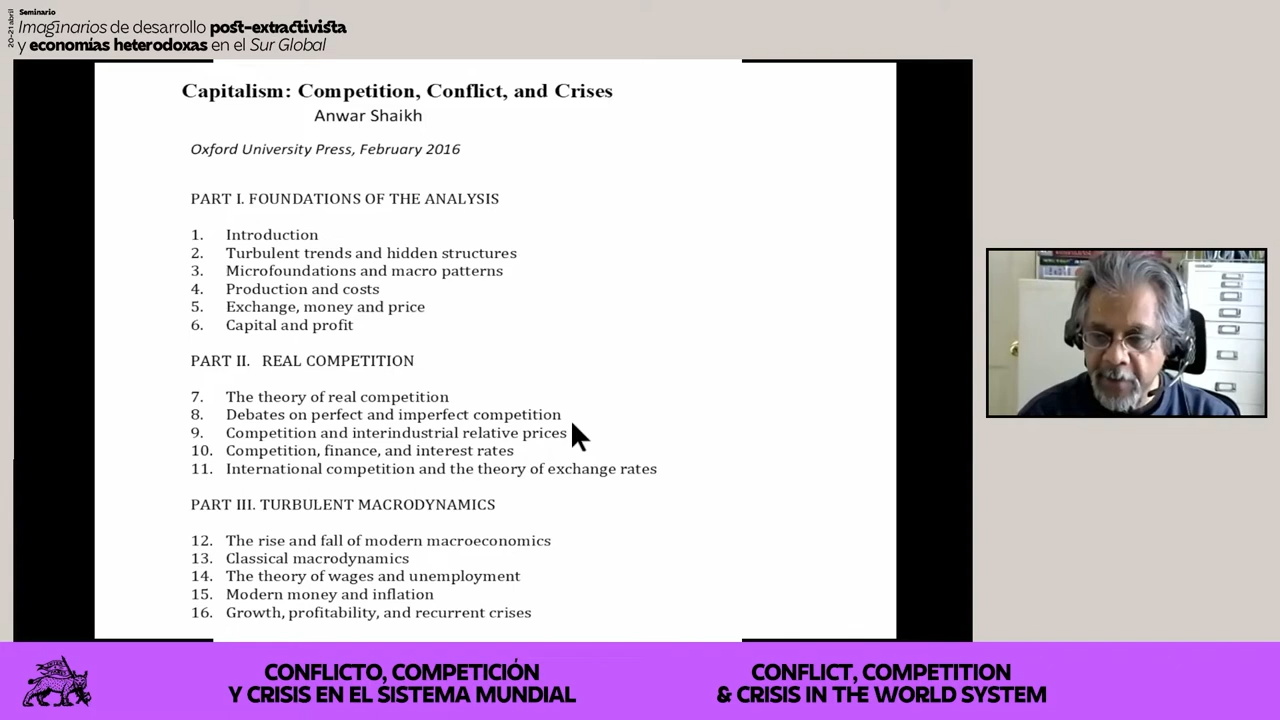 20-21 abril
Seminario
Imaginarios de desarrollo post-extractivista
y economías heterodoxas en el Sur Global
Capitalism: Competition, Conflict, and Crises
Anwar Shaikh
Oxford University Press, February 2016
PART I. FOUNDATIONS OF THE ANALYSIS
1. Introduction
2. Turbulent trends and hidden structures
3. Microfoundations and macro patterns
4. Production and costs
5. Exchange, money and price
6. Capital and profit
PART II. REAL COMPETITION
7. The theory of real competition
8. Debates on perfect and imperfect competition
9. Competition and interindustrial relative prices
10. Competition, finance, and interest rates
11. International competition and the theory of exchange rates
PART III. TURBULENT MACRODYNAMICS
12. The rise and fall of modern macroeconomics
13. Classical macrodynamics
14. The theory of wages and unemployment
15. Modern money and inflation
16. Growth, profitability, and recurrent crises
CONFLICTO, COMPETICIÓN
Y CRISIS EN EL SISTEMA MUNDIAL
CONFLICT, COMPETITION
& CRISIS IN THE WORLD SYSTEM